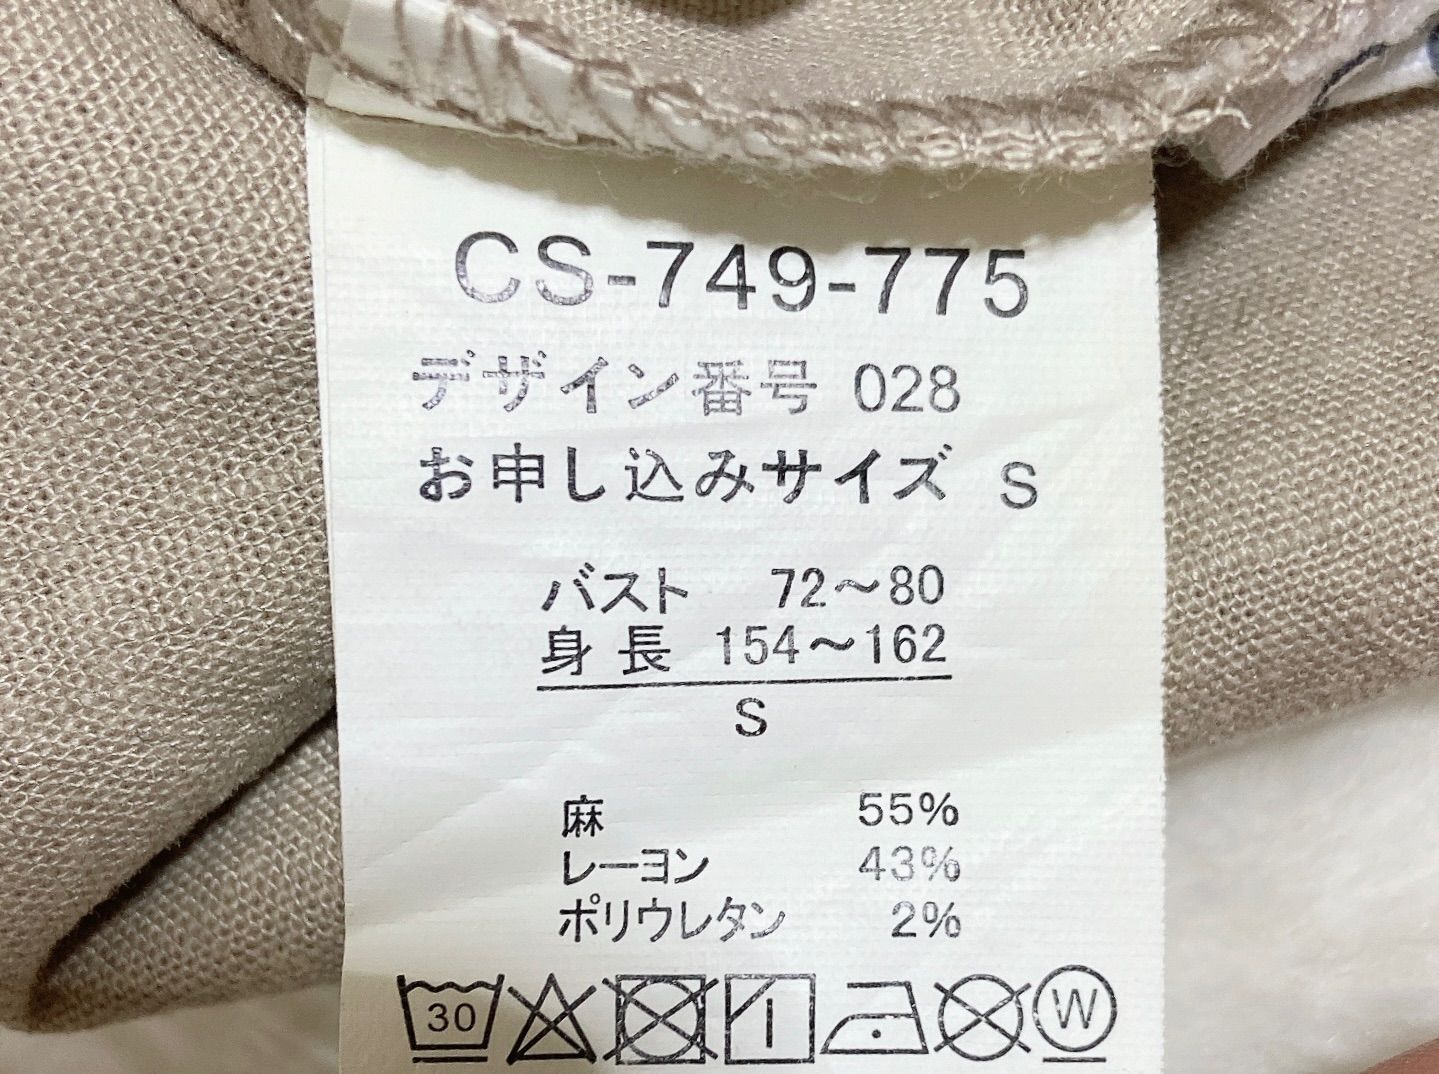 CS-749-775
デザイン番号 028
お申し込みサイズ S
バスト 72～80
身長 154～162
S
麻 55%
レーヨン 43%
ポリウレタン 2%
30 W